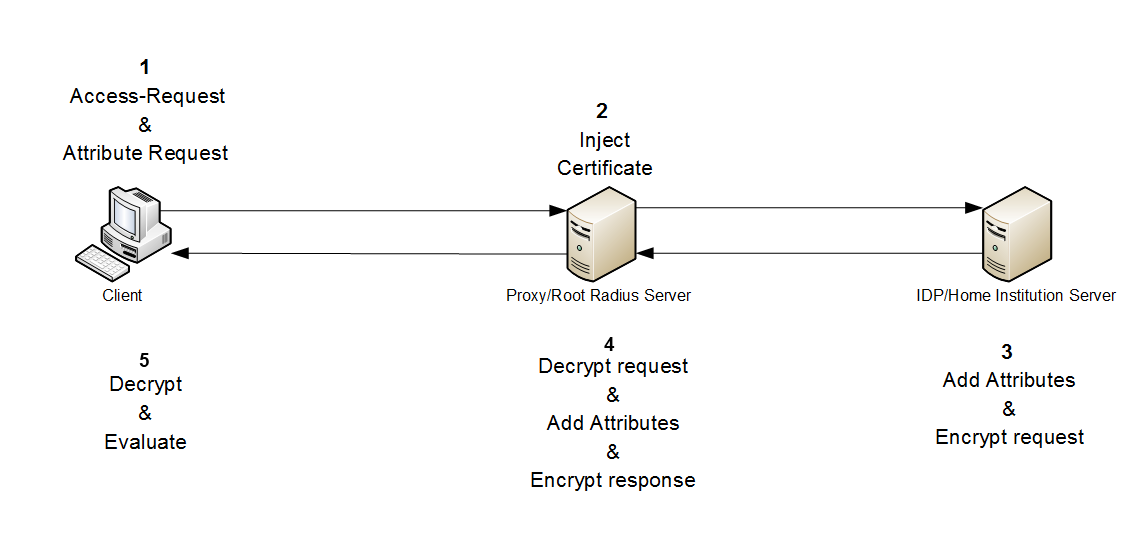 1
Access-Request
&
Attribute Request
2
Inject
Certificate
Client
Proxy/Root Radius Server
IDP/Home Institution Server
5
Decrypt
&
Evaluate
4
Decrypt request
&
Add Attributes
&
Encrypt response
3
Add Attributes
&
Encrypt request